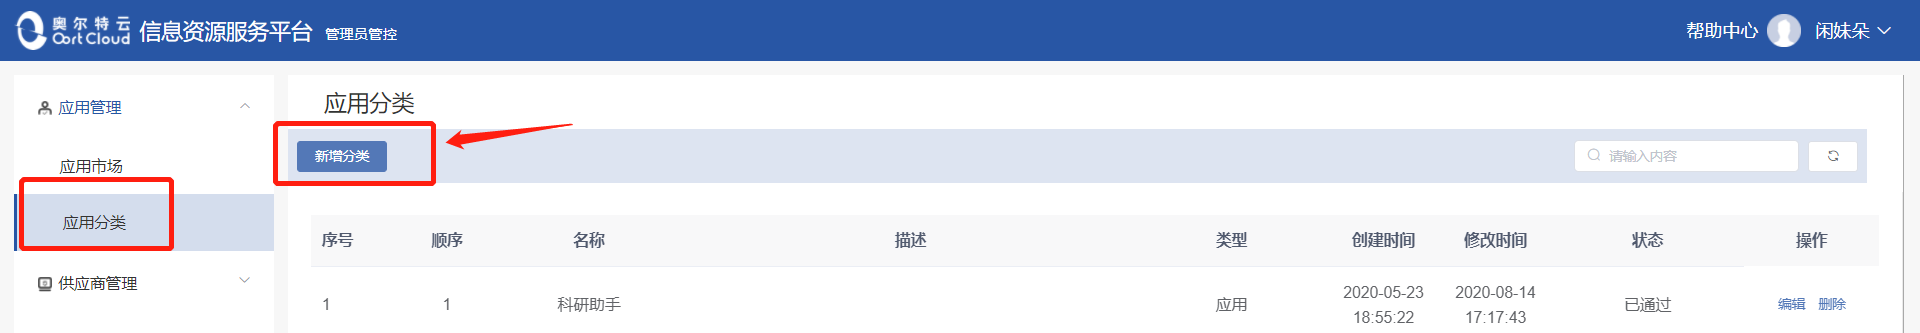 奥尔特云
Oort Cloud
信息资源服务平台 管理员管控
帮助中心 闲妹朵
应用管理
应用市场
应用分类
供应商管理
应用分类
新增分类
请输入内容
序号 顺序 名称 描述 类型 创建时间 修改时间 状态 操作
1 1 科研助手 应用 2020-05-23 18:55:22 2020-08-14 17:17:43 已通过 编辑 删除